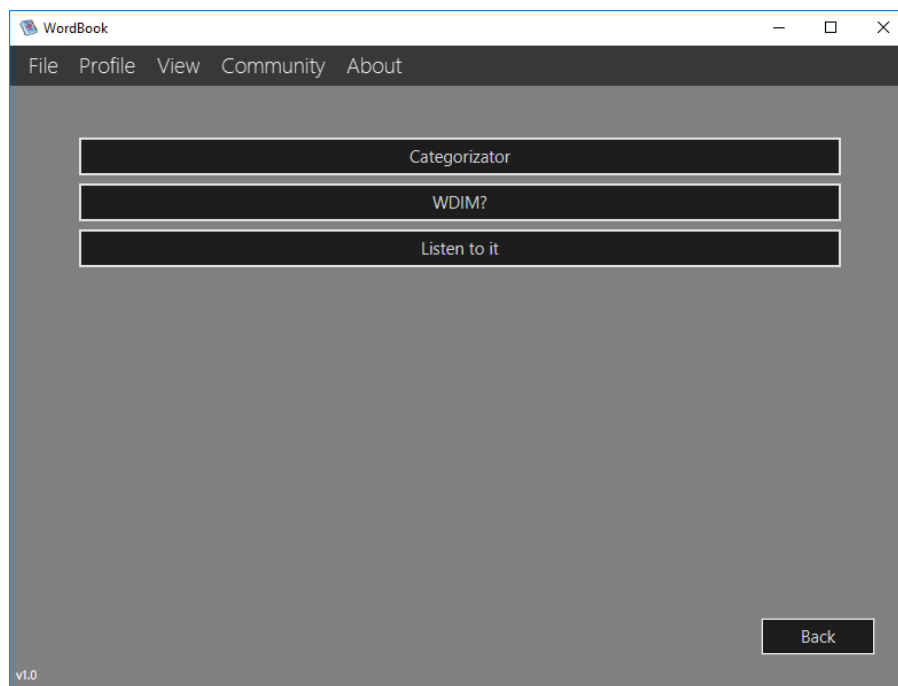 WordBook
File Profile View Community About
Categorizator
WDIM?
Listen to it
Back
v1.0